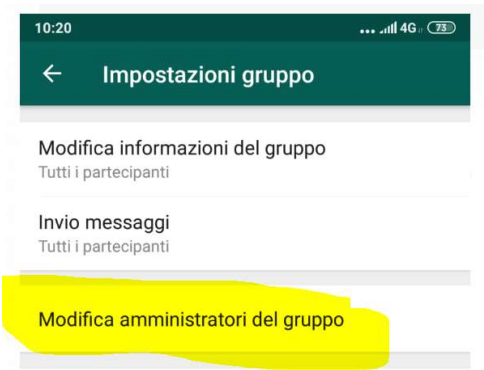 10:20 ... 4G 73
Impostazioni gruppo
Modifica informazioni del gruppo
Tutti i partecipanti
Invio messaggi
Tutti i partecipanti
Modifica amministratori del gruppo